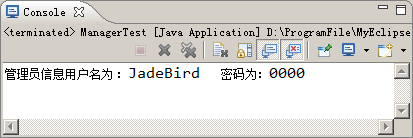 Console
<terminated> ManagerTest [Java Application] D:\ProgramFile\MyEclipse
管理员信息用户名为：JadeBird 密码为：0000